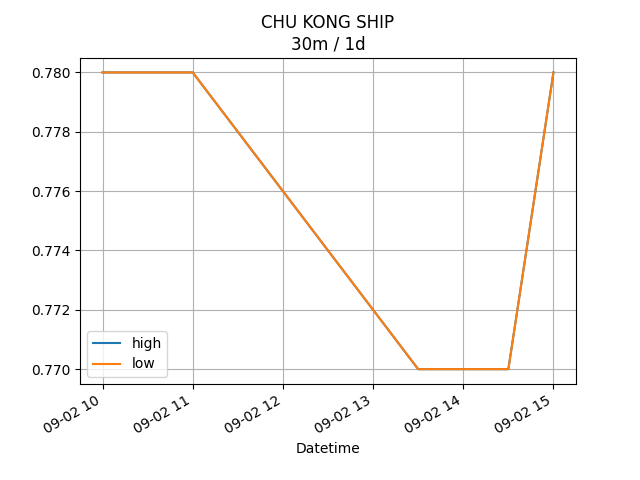 CHU KONG SHIP
30m / 1d
0.780
0.778
0.776
0.774
0.772
0.770
high
low
09-02 10
09-02 11
09-02 12
09-02 13
09-02 14
09-02 15
Datetime